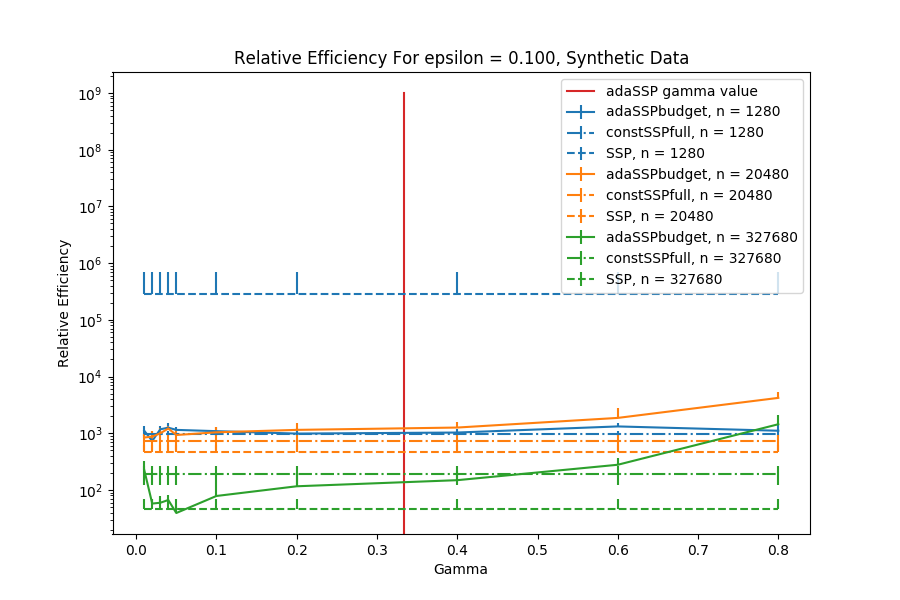 Relative Efficiency For epsilon = 0.100, Synthetic Data
adaSSP gamma value
adaSSPbudget, n = 1280
constSSPfull, n = 1280
SSP, n = 1280
adaSSPbudget, n = 20480
constSSPfull, n = 20480
SSP, n = 20480
adaSSPbudget, n = 327680
constSSPfull, n = 327680
SSP, n = 327680
Relative Efficiency
10⁹
10⁸
10⁷
10⁶
10⁵
10⁴
10³
10²
0.0 0.1 0.2 0.3 0.4 0.5 0.6 0.7 0.8
Gamma